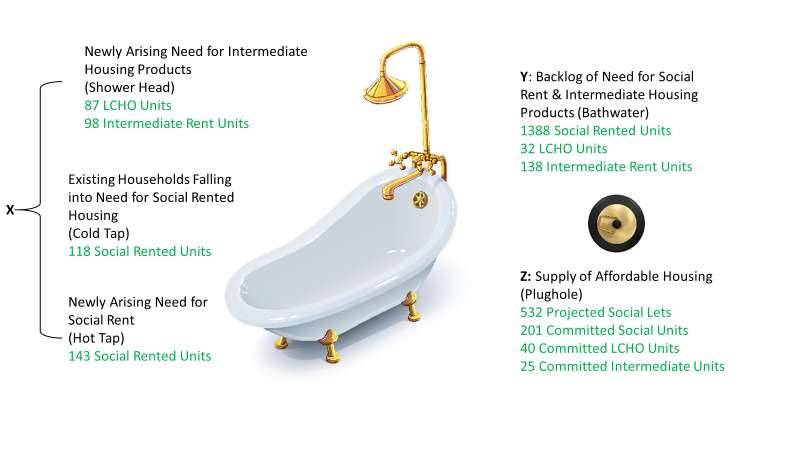 Newly Arising Need for Intermediate
Housing Products
(Shower Head)
87 LCHO Units
98 Intermediate Rent Units
Existing Households Falling
into Need for Social Rented
Housing
(Cold Tap)
118 Social Rented Units
X
Newly Arising Need for
Social Rent
(Hot Tap)
143 Social Rented Units
Y: Backlog of Need for Social
Rent & Intermediate Housing
Products (Bathwater)
1388 Social Rented Units
32 LCHO Units
138 Intermediate Rent Units
Z: Supply of Affordable Housing
(Plughole)
532 Projected Social Lets
201 Committed Social Units
40 Committed LCHO Units
25 Committed Intermediate Units